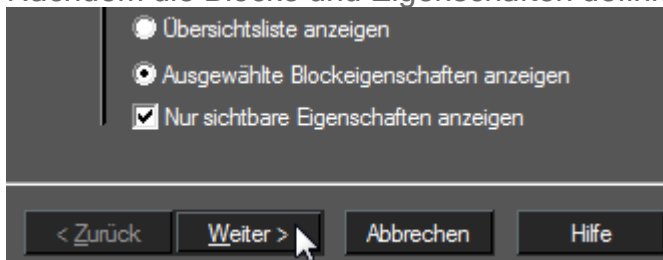 Nachdem die Blöcke und Eigenschaften
Übersichtsliste anzeigen
Ausgewählte Blockeigenschaften anzeigen
Nur sichtbare Eigenschaften anzeigen
< Zurück Weiter > Abbrechen Hilfe